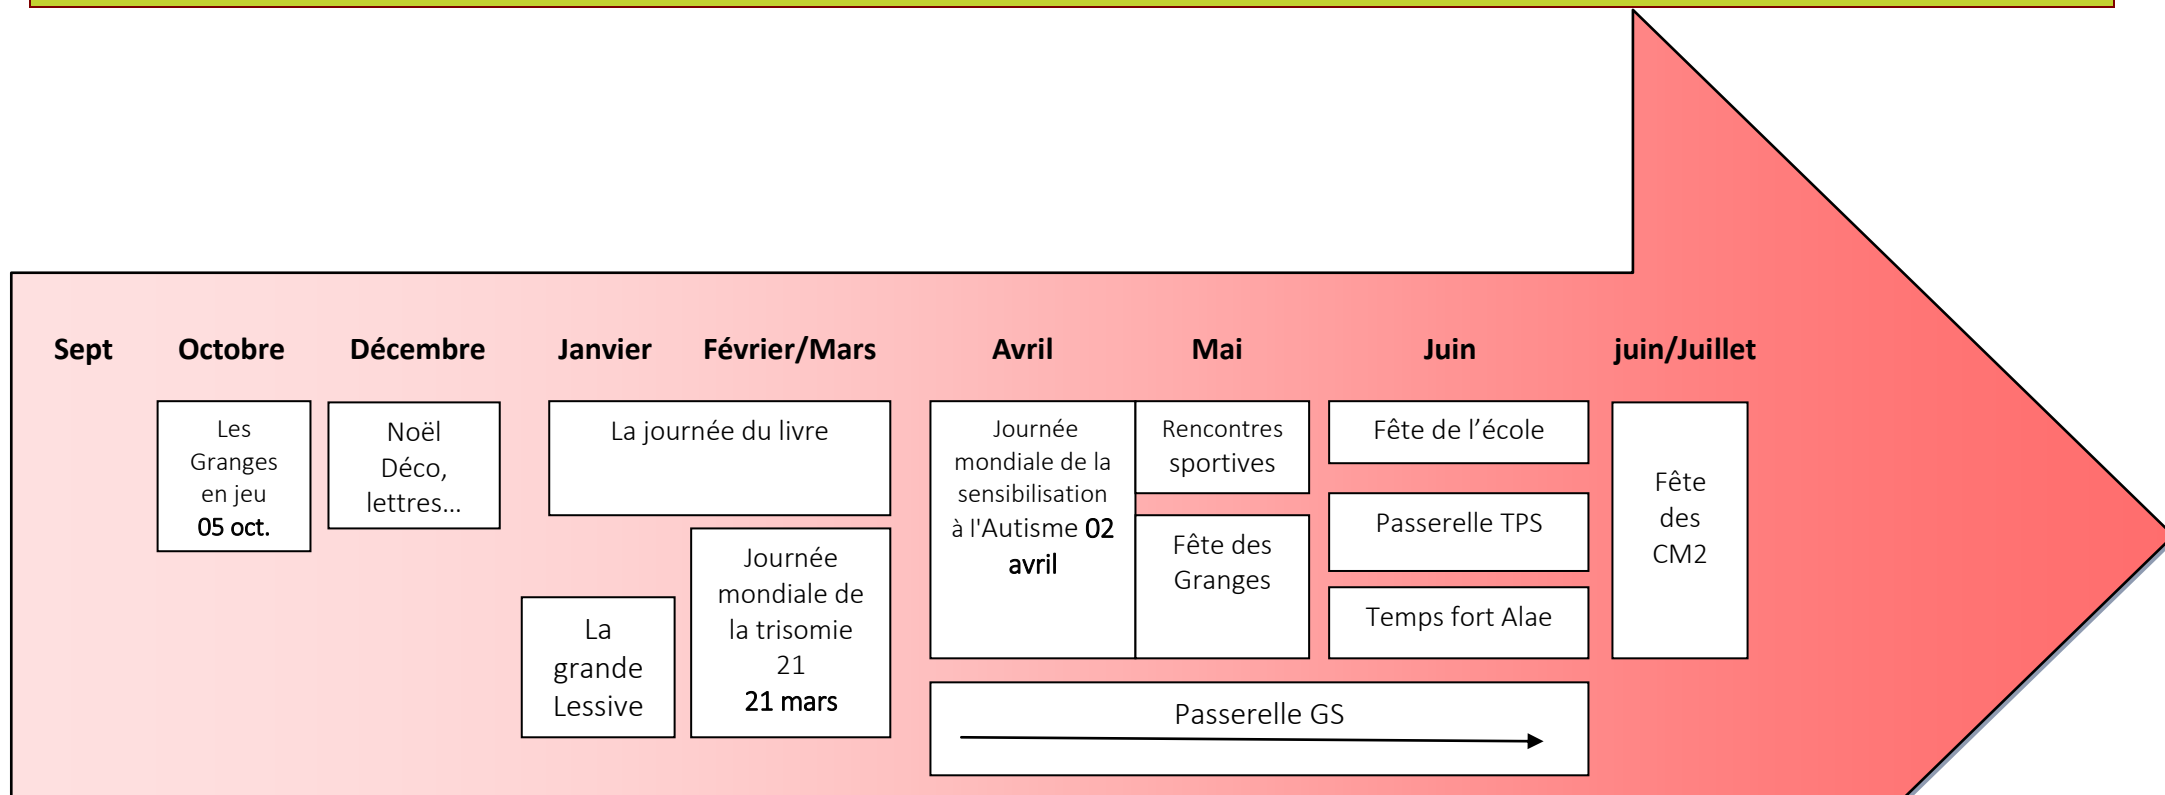 Sept
Octobre
Décembre
Janvier
Février/Mars
Avril
Mai
Juin
juin/Juillet
Les
Granges
en jeu
05 oct.
Noël
Déco,
lettres...
La journée du livre
La
grande
Lessive
Journée
mondiale de
la trisomie
21
21 mars
Journée
mondiale de la
sensibilisation
à l'Autisme 02
avril
Rencontres
sportives
Fête des
Granges
Fête de l’école
Passerelle TPS
Temps fort Alae
Fête
des
CM2
Passerelle GS